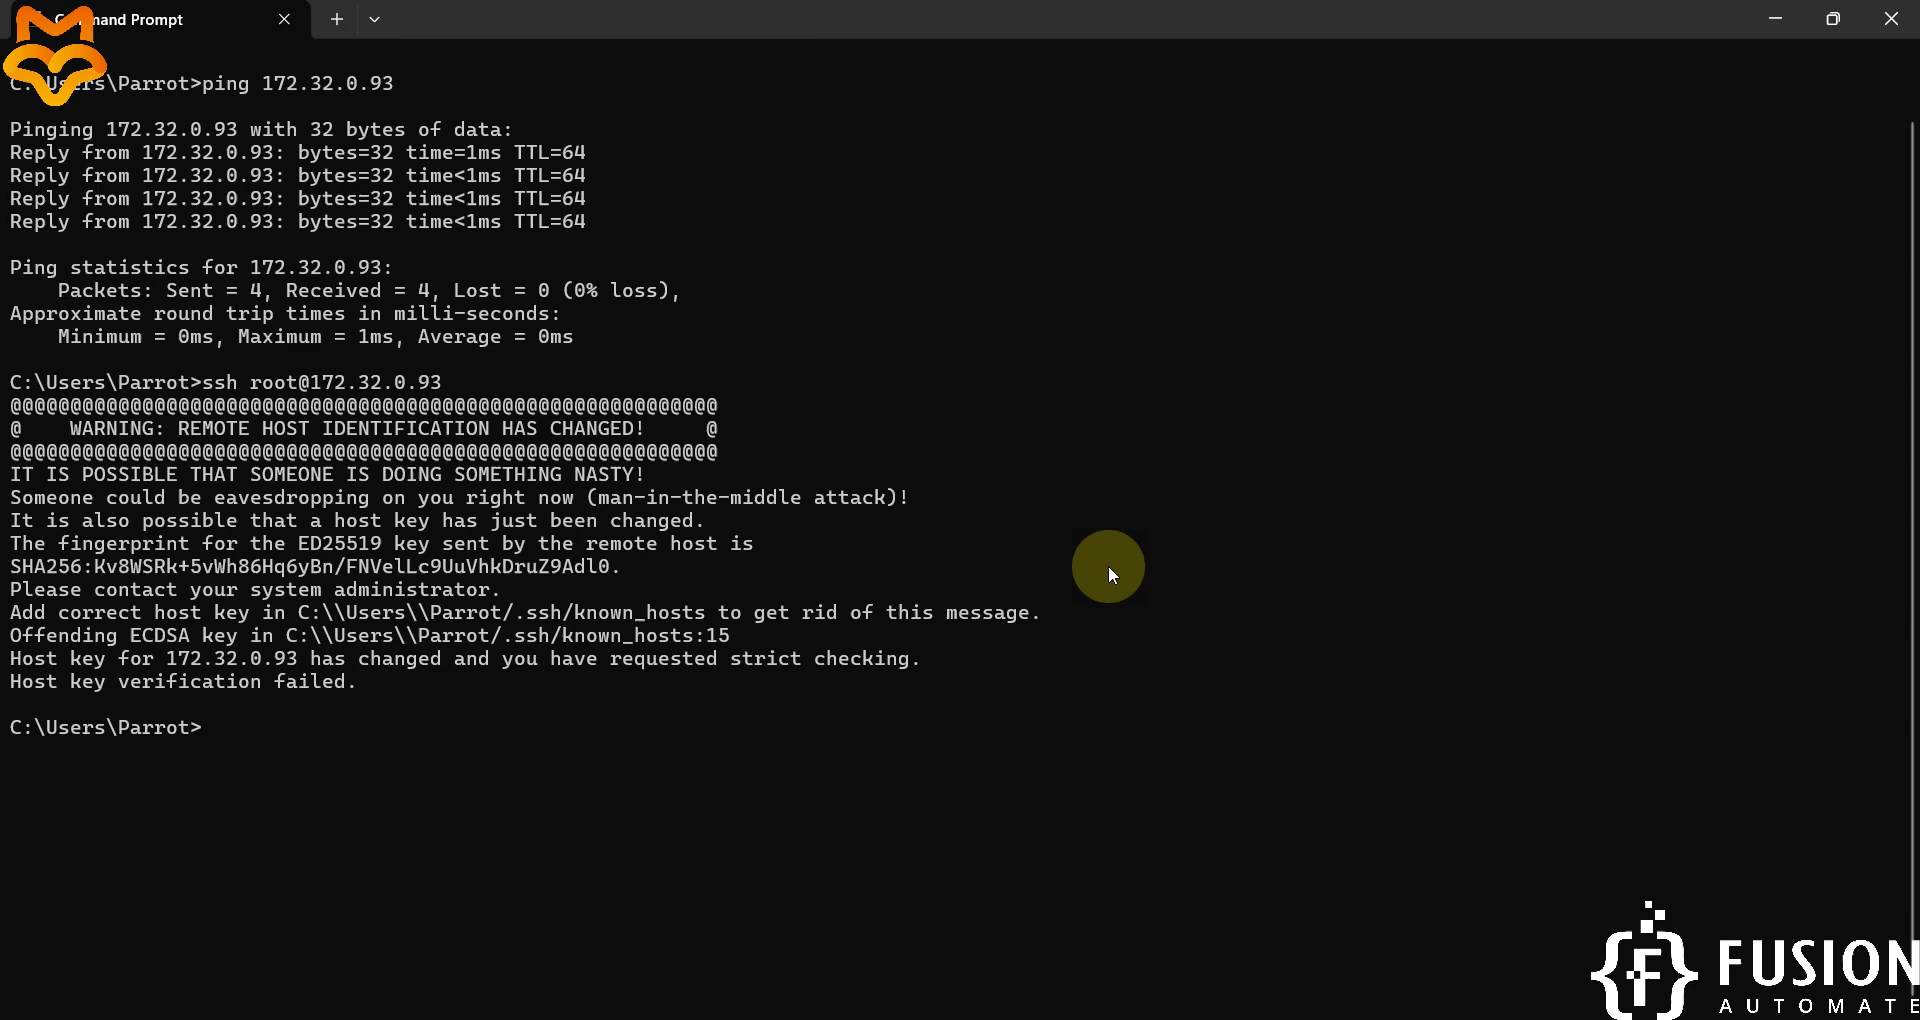 Command Prompt
C:\Users\Parrot>ping 172.32.0.93
Pinging 172.32.0.93 with 32 bytes of data:
Reply from 172.32.0.93: bytes=32 time=1ms TTL=64
Reply from 172.32.0.93: bytes=32 time<1ms TTL=64
Reply from 172.32.0.93: bytes=32 time<1ms TTL=64
Reply from 172.32.0.93: bytes=32 time<1ms TTL=64
Ping statistics for 172.32.0.93:
    Packets: Sent = 4, Received = 4, Lost = 0 (0% loss),
Approximate round trip times in milli-seconds:
    Minimum = 0ms, Maximum = 1ms, Average = 0ms
C:\Users\Parrot>ssh root@172.32.0.93
@@@@@@@@@@@@@@@@@@@@@@@@@@@@@@@@@@@@@@@@@@@@@@@@@@@@@@@@@@@
@    WARNING: REMOTE HOST IDENTIFICATION HAS CHANGED!     @
@@@@@@@@@@@@@@@@@@@@@@@@@@@@@@@@@@@@@@@@@@@@@@@@@@@@@@@@@@@
IT IS POSSIBLE THAT SOMEONE IS DOING SOMETHING NASTY!
Someone could be eavesdropping on you right now (man-in-the-middle attack)!
It is also possible that a host key has just been changed.
The fingerprint for the ED25519 key sent by the remote host is
SHA256:Kv8WSRk+5vWh86Hq6yBn/FNVelLc9UuVhkDruZ9Adl0.
Please contact your system administrator.
Add correct host key in C:\\Users\\Parrot/.ssh/known_hosts to get rid of this message.
Offending ECDSA key in C:\\Users\\Parrot/.ssh/known_hosts:15
Host key for 172.32.0.93 has changed and you have requested strict checking.
Host key verification failed.
C:\Users\Parrot>
FUSION
AUTOMATE